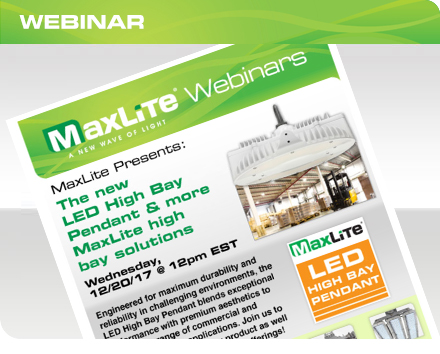 WEBINAR
MAXLITE® Webinars
A NEW WAVE OF LIGHT
MaxLite Presents:
The new
LED High Bay
Pendant & more
MaxLite high
bay solutions
Wednesday,
12/20/17 @ 12pm EST
Engineered for maximum durability and
reliability in challenging environments, the
LED High Bay Pendant blends exceptional
with premium aesthetics to
range of commercial and
applications. Join us to
product as well
MAXLITE®
LED
HIGH BAY
PENDANT